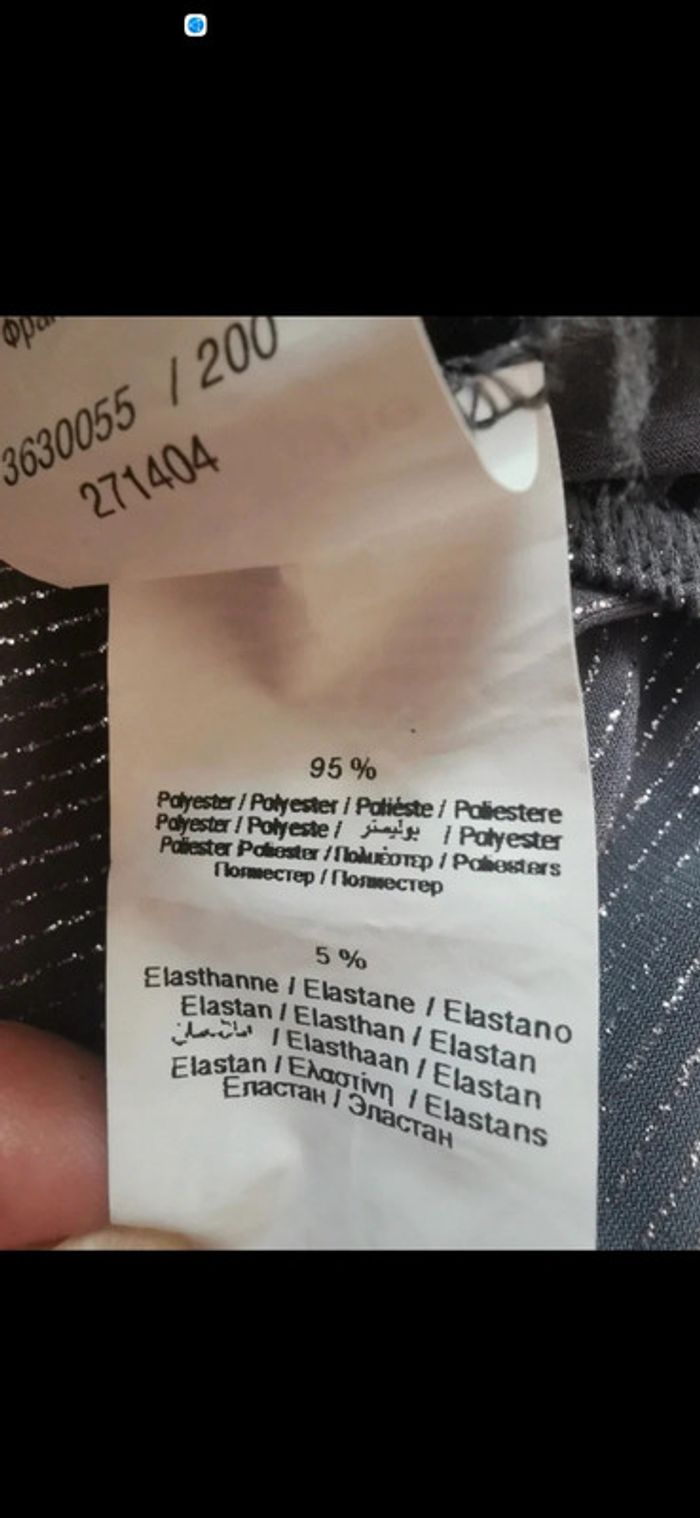 3630055 / 200
271404
95 %
Polyester / Polyester / Poliéste / Poliestere
Polyester / Polyeste / بوليستر / Polyester
Poliester Poliester / Πολυέστερ / Poliesters
Полиестер / Полиестер
5 %
Elasthanne / Elastane / Elastano
Elastan / Elasthan / Elastan
/ Elasthaan / Elastan
Elastan / Ελαστίνη / Elastans
Еластан / Эластан